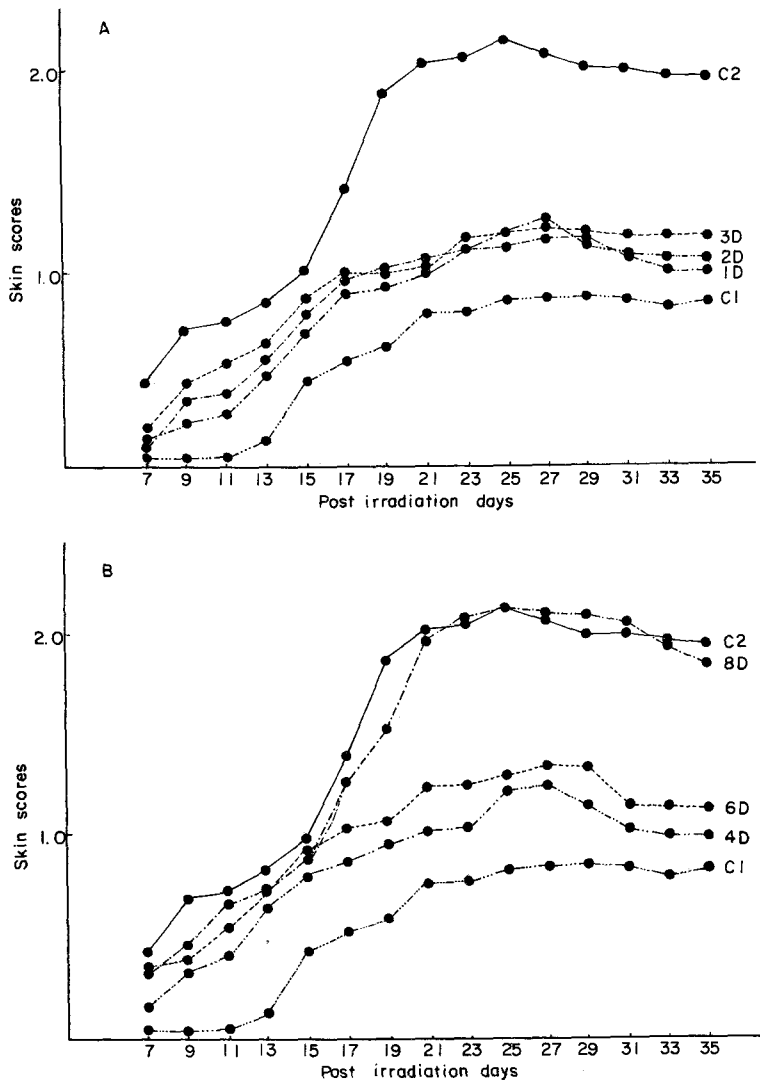 A
Skin scores
2.0
1.0
C2
3D
2D
1D
C1
7 9 11 13 15 17 19 21 23 25 27 29 31 33 35
Post irradiation days
B
Skin scores
2.0
1.0
C2
8D
6D
4D
C1
7 9 11 13 15 17 19 21 23 25 27 29 31 33 35
Post irradiation days